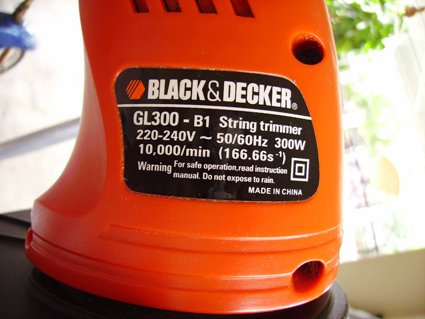 BLACK&DECKER®
GL300 - B1 String trimmer
220-240V ~ 50/60Hz 300W
10,000/min (166.66s⁻¹)
Warning For safe operation,read instruction
manual. Do not expose to rain.
MADE IN CHINA